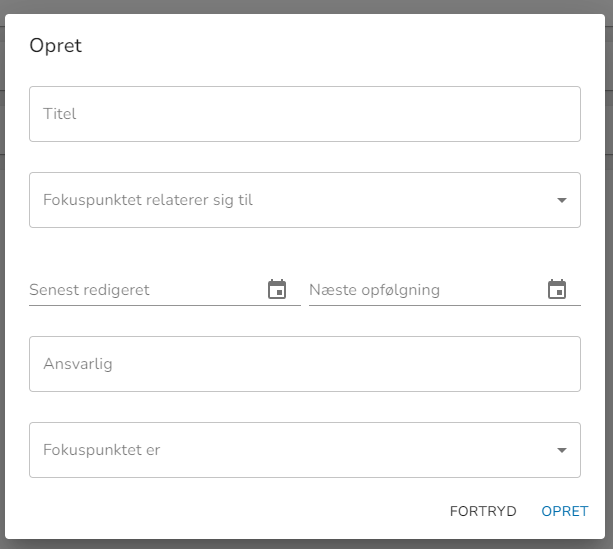 Opret
Titel
Fokuspunktet relaterer sig til
Senest redigeret Næste opfølgning
Ansvarlig
Fokuspunktet er
FORTRYD OPRET